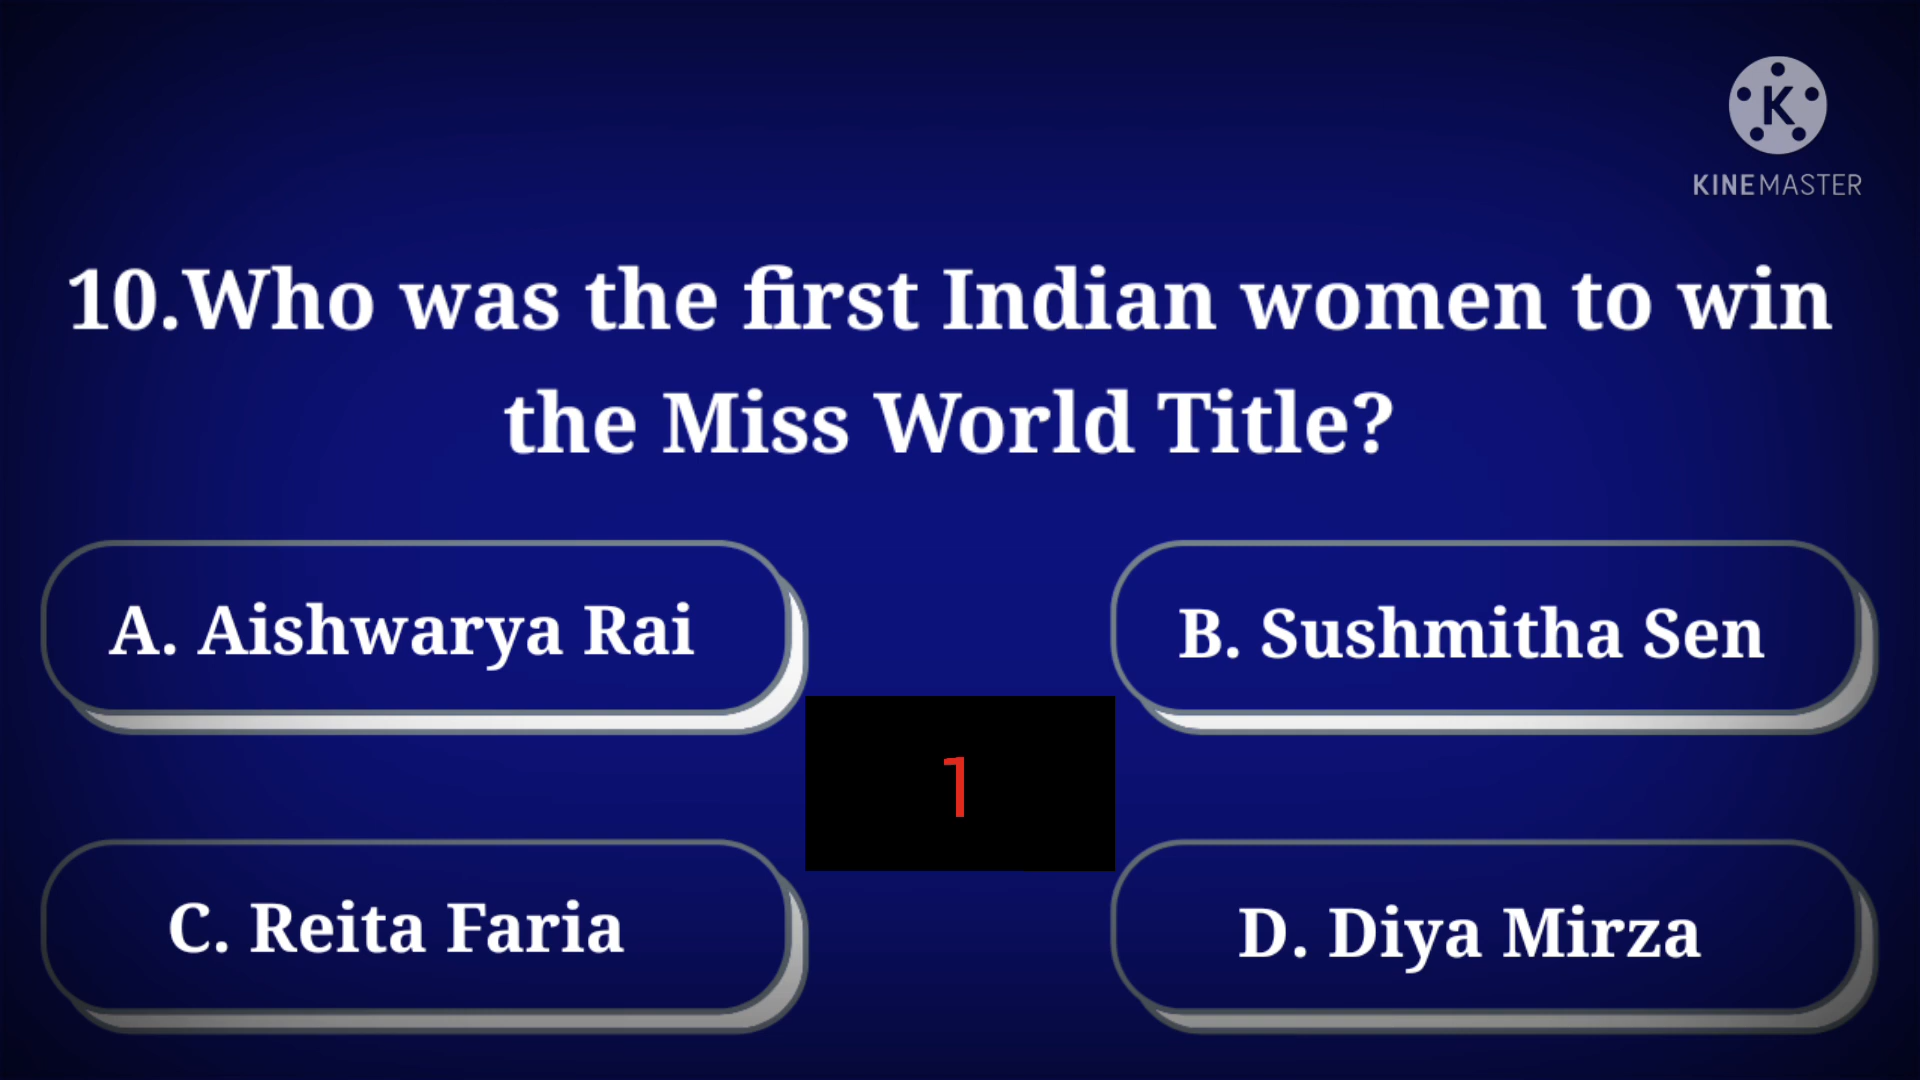 KINEMASTER
10.Who was the first Indian women to win
the Miss World Title?
A. Aishwarya Rai
B. Sushmitha Sen
1
C. Reita Faria
D. Diya Mirza